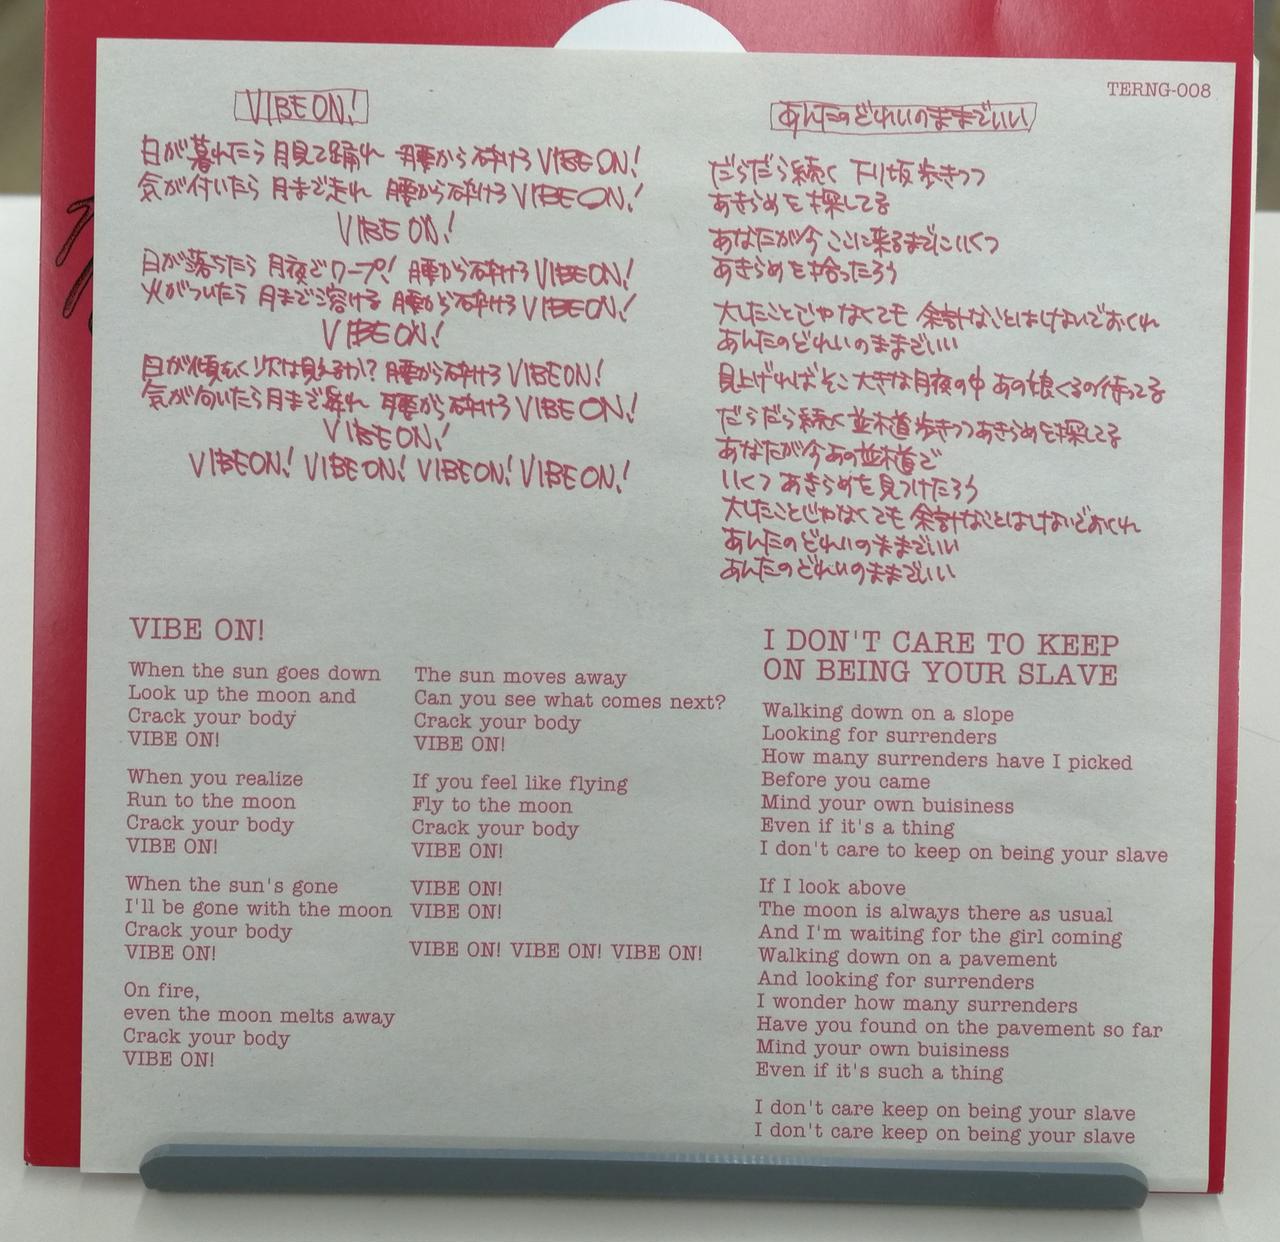 TERNG-008
VIBE ON!
日が暮れたら 月見て踊れ 腰から砕けろ VIBE ON!
気が付いたら 月まで走れ 腰から砕けろ VIBE ON!
VIBE ON!
日が落ちたら 月夜でワープ! 腰から砕けろ VIBE ON!
火がついたら 月まで溶ける 腰から砕けろ VIBE ON!
VIBE ON!
日が傾むく 次は見えるか? 腰から砕けろ VIBE ON!
気が向いたら月まで 腰から砕けろ VIBE ON!
VIBE ON!
VIBE ON! VIBE ON! VIBE ON! VIBE ON!
あんたのどれいのままでいい
だらだら続く 下り坂歩きつつ
あきらめを探してる
あなたが今 ここに来るまでにいくつ
あきらめを拾ったろう
大したことじゃなくても 余計なことはしないでおくれ
あんたのどれいのままでいい
見上げればそこ 大きな月夜の中 あの娘くるの待ってる
だらだら続く並木道歩きつつあきらめを探してる
あなたが今あの並木道で
いくつ あきらめを見つけたろう
大したことじゃなくても 余計なことはしないでおくれ
あんたのどれいのままでいい
あんたのどれいのままでいい
VIBE ON!
When the sun goes down
Look up the moon and
Crack your body
VIBE ON!
When you realize
Run to the moon
Crack your body
VIBE ON!
When the sun's gone
I'll be gone with the moon
Crack your body
VIBE ON!
On fire,
even the moon melts away
Crack your body
VIBE ON!
The sun moves away
Can you see what comes next?
Crack your body
VIBE ON!
If you feel like flying
Fly to the moon
Crack your body
VIBE ON!
VIBE ON!
VIBE ON!
VIBE ON! VIBE ON! VIBE ON!
I DON'T CARE TO KEEP
ON BEING YOUR SLAVE
Walking down on a slope
Looking for surrenders
How many surrenders have I picked
Before you came
Mind your own buisiness
Even if it's a thing
I don't care to keep on being your slave
If I look above
The moon is always there as usual
And I'm waiting for the girl coming
Walking down on a pavement
And looking for surrenders
I wonder how many surrenders
Have you found on the pavement so far
Mind your own buisiness
Even if it's such a thing
I don't care keep on being your slave
I don't care keep on being your slave